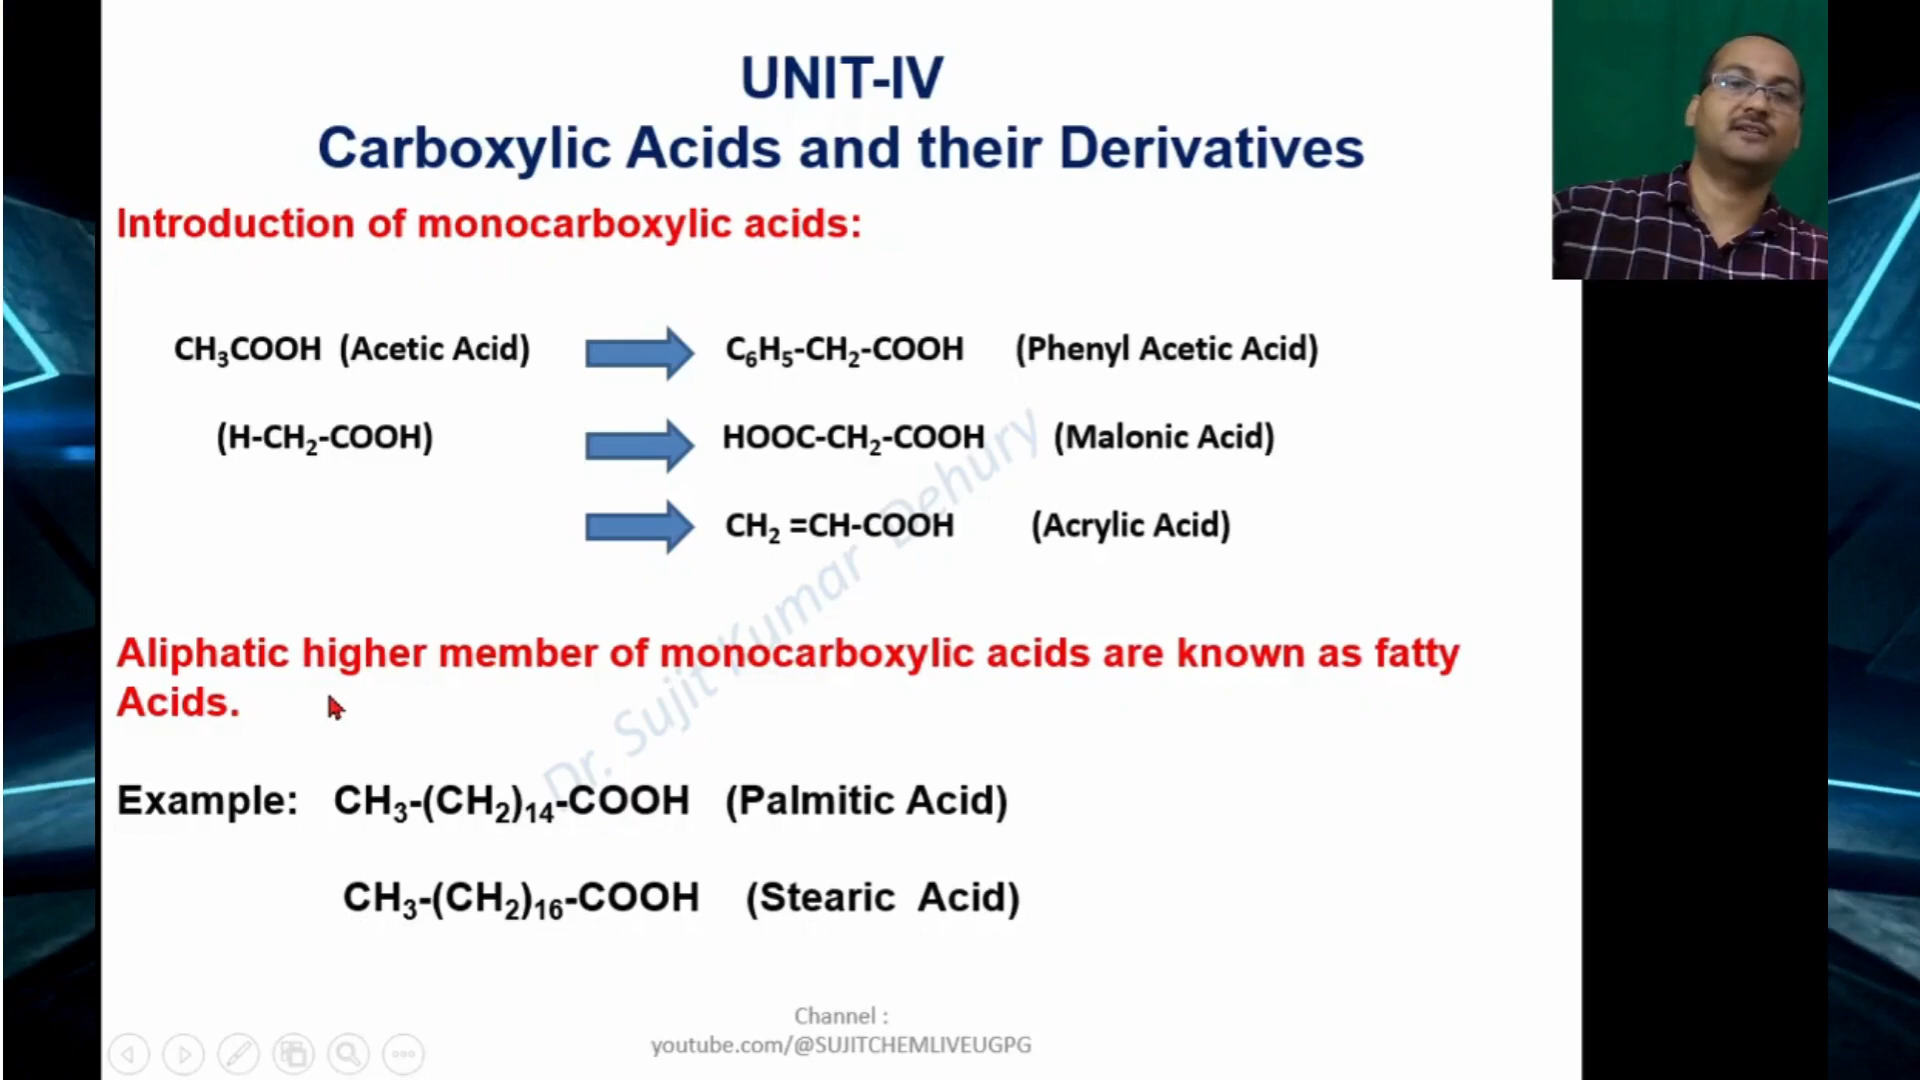 UNIT-IV
Carboxylic Acids and their Derivatives
Introduction of monocarboxylic acids:
CH₃COOH (Acetic Acid) C₆H₅-CH₂-COOH (Phenyl Acetic Acid)
(H-CH₂-COOH) HOOC-CH₂-COOH (Malonic Acid)
CH₂ =CH-COOH (Acrylic Acid)
Dr. Sujit Kumar Dehury
Aliphatic higher member of monocarboxylic acids are known as fatty
Acids.
Example: CH₃-(CH₂)₁₄-COOH (Palmitic Acid)
CH₃-(CH₂)₁₆-COOH (Stearic Acid)
Channel :
youtube.com/@SUJITCHEMLIVEUGPG